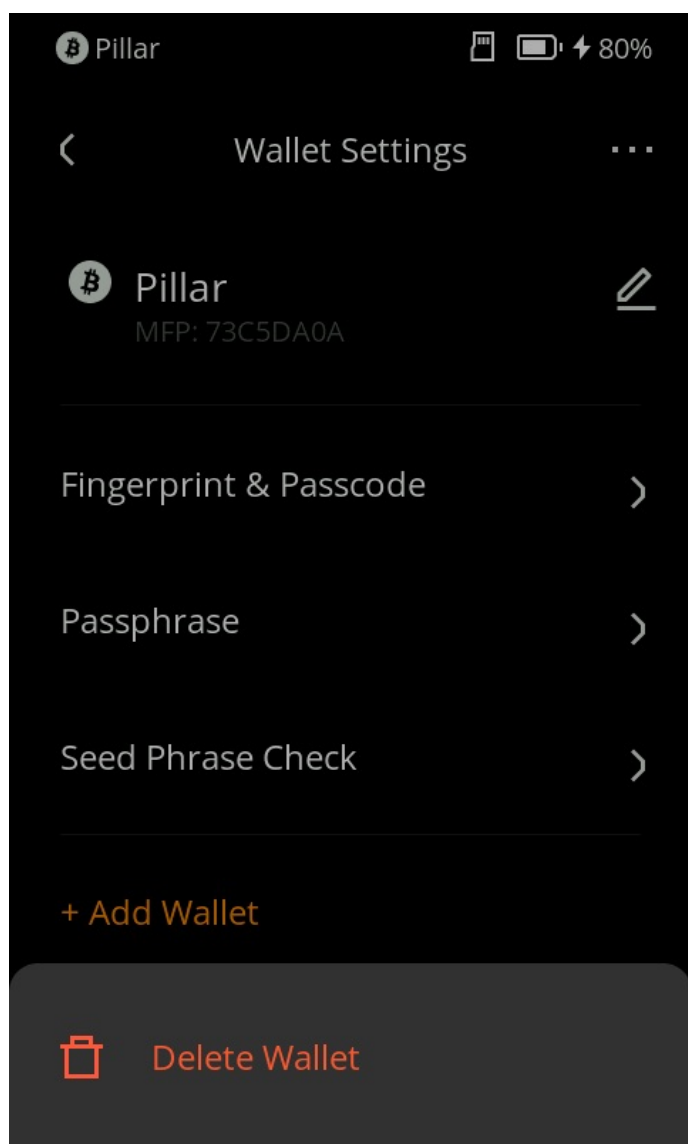 Pillar
80%
Wallet Settings
Pillar
MFP: 73C5DA0A
Fingerprint & Passcode
Passphrase
Seed Phrase Check
+ Add Wallet
Delete Wallet